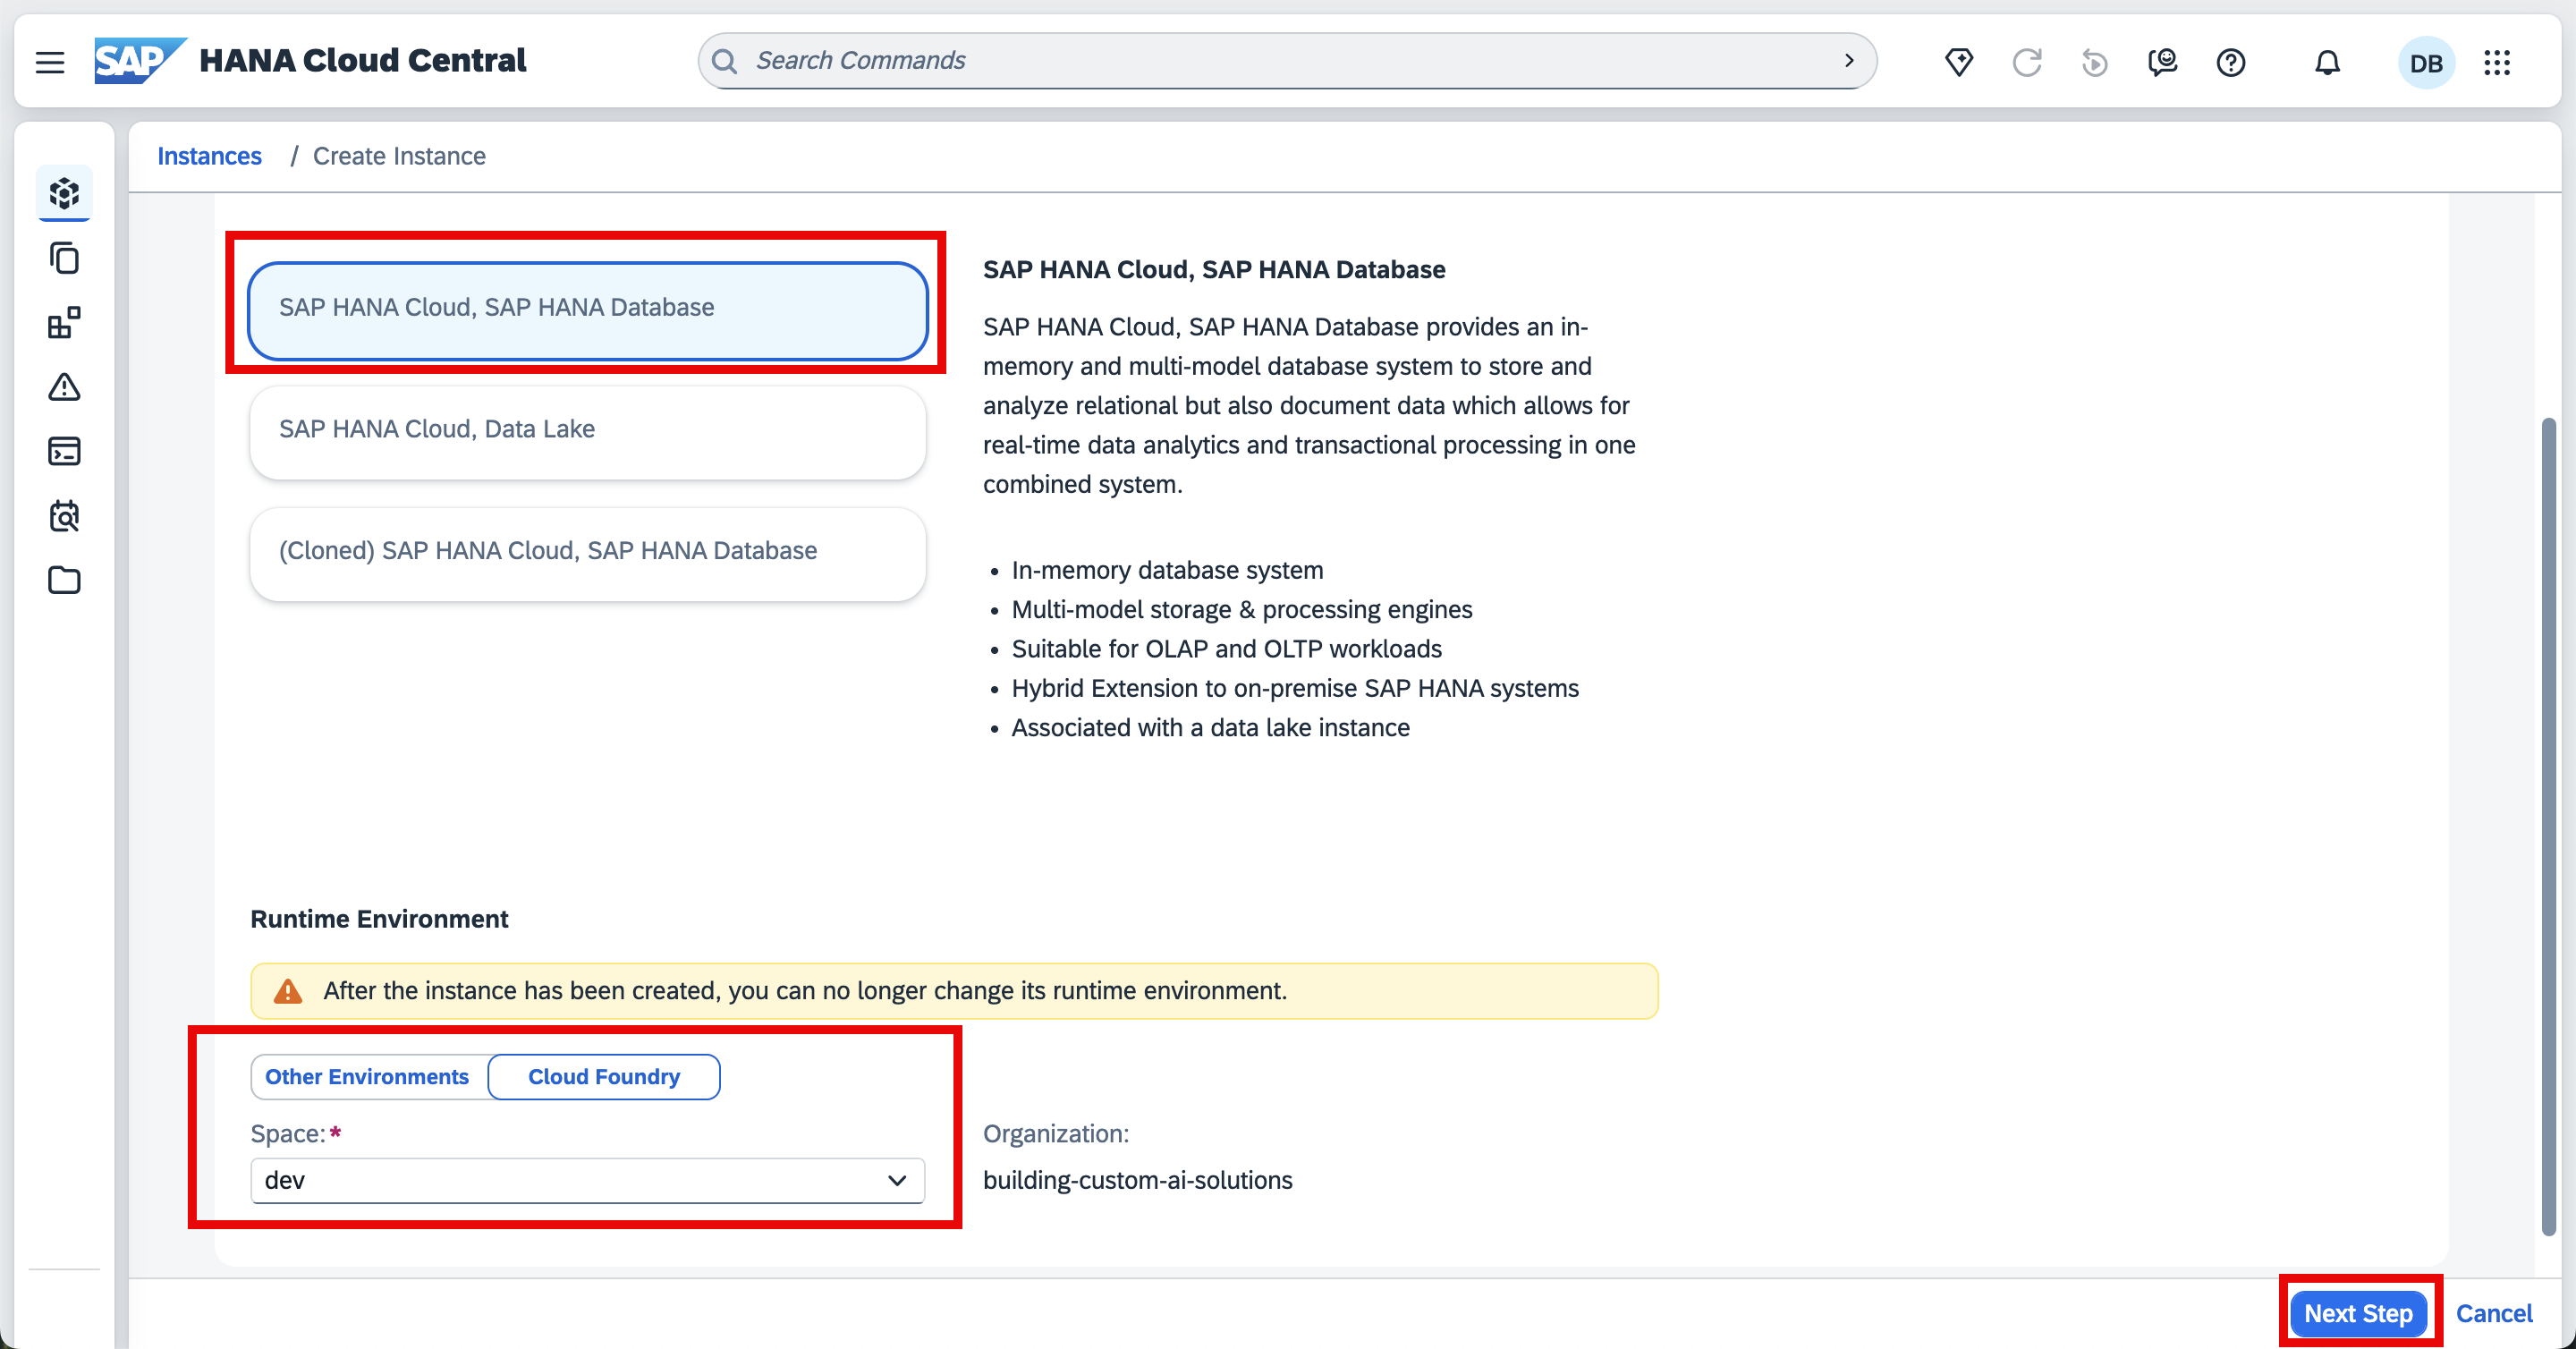 SAP HANA Cloud Central
Search Commands
DB
Instances / Create Instance
SAP HANA Cloud, SAP HANA Database
SAP HANA Cloud, Data Lake
(Cloned) SAP HANA Cloud, SAP HANA Database
SAP HANA Cloud, SAP HANA Database
SAP HANA Cloud, SAP HANA Database provides an in-
memory and multi-model database system to store and
analyze relational but also document data which allows for
real-time data analytics and transactional processing in one
combined system.
• In-memory database system
• Multi-model storage & processing engines
• Suitable for OLAP and OLTP workloads
• Hybrid Extension to on-premise SAP HANA systems
• Associated with a data lake instance
Runtime Environment
After the instance has been created, you can no longer change its runtime environment.
Other Environments Cloud Foundry
Space:*
dev
Organization:
building-custom-ai-solutions
Next Step Cancel